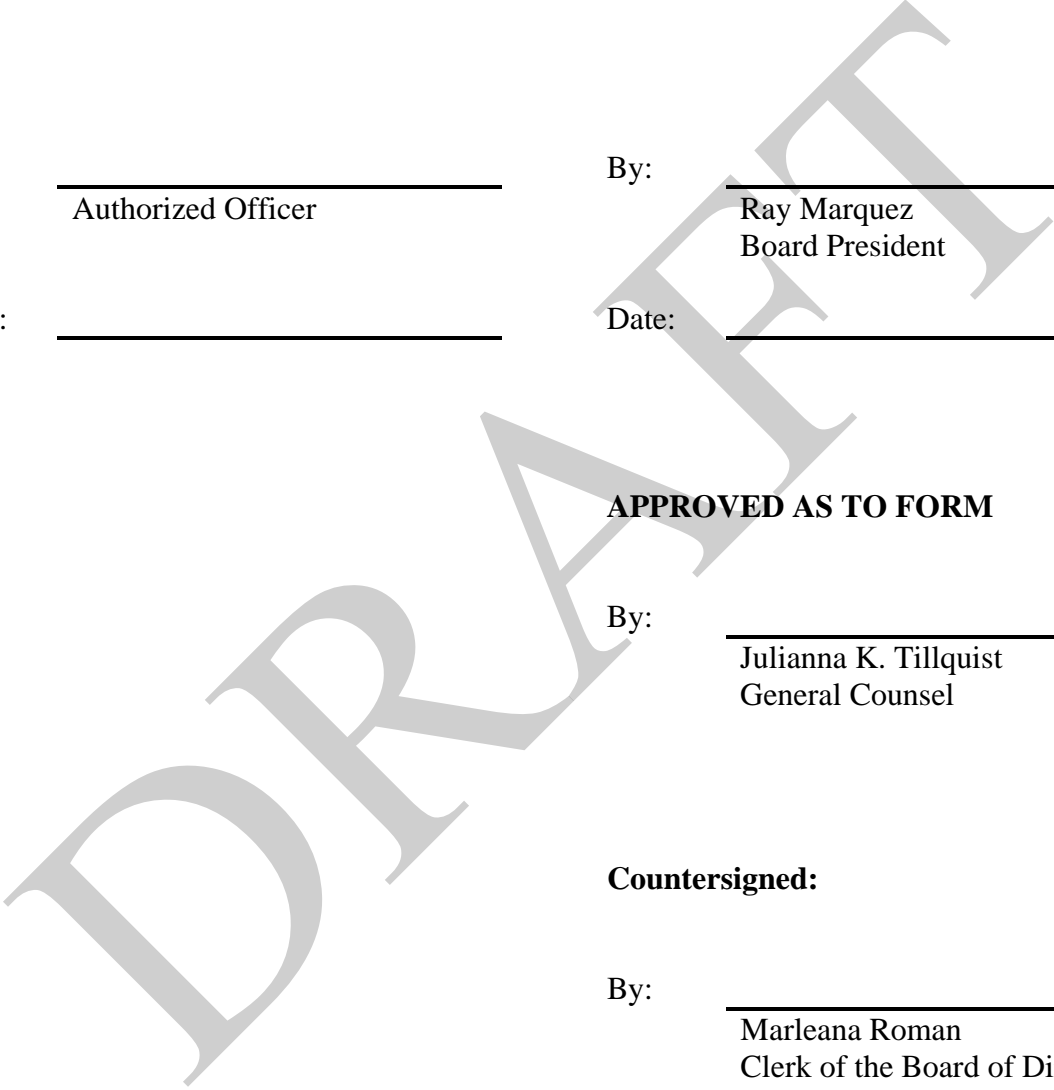 By:
Authorized Officer
Ray Marquez
Board President
:
Date:
APPROVED AS TO FORM
By:
Julianna K. Tillquist
General Counsel
Countersigned:
By:
Marleana Roman
Clerk of the Board of Di
DRAFT